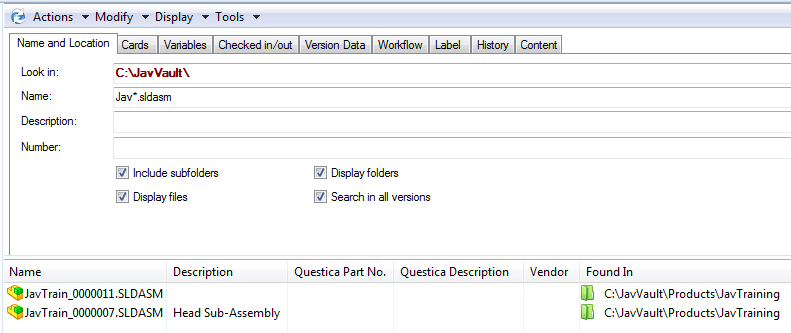 Actions Modify Display Tools
Name and Location Cards Variables Checked in/out Version Data Workflow Label History Content
Look in: C:\JavVault\
Name: Jav*.sldasm
Description:
Number:
Include subfolders Display folders
Display files Search in all versions
Name Description Questica Part No. Questica Description Vendor Found In
JavTrain_0000011.SLDASM C:\JavVault\Products\JavTraining
JavTrain_0000007.SLDASM Head Sub-Assembly C:\JavVault\Products\JavTraining